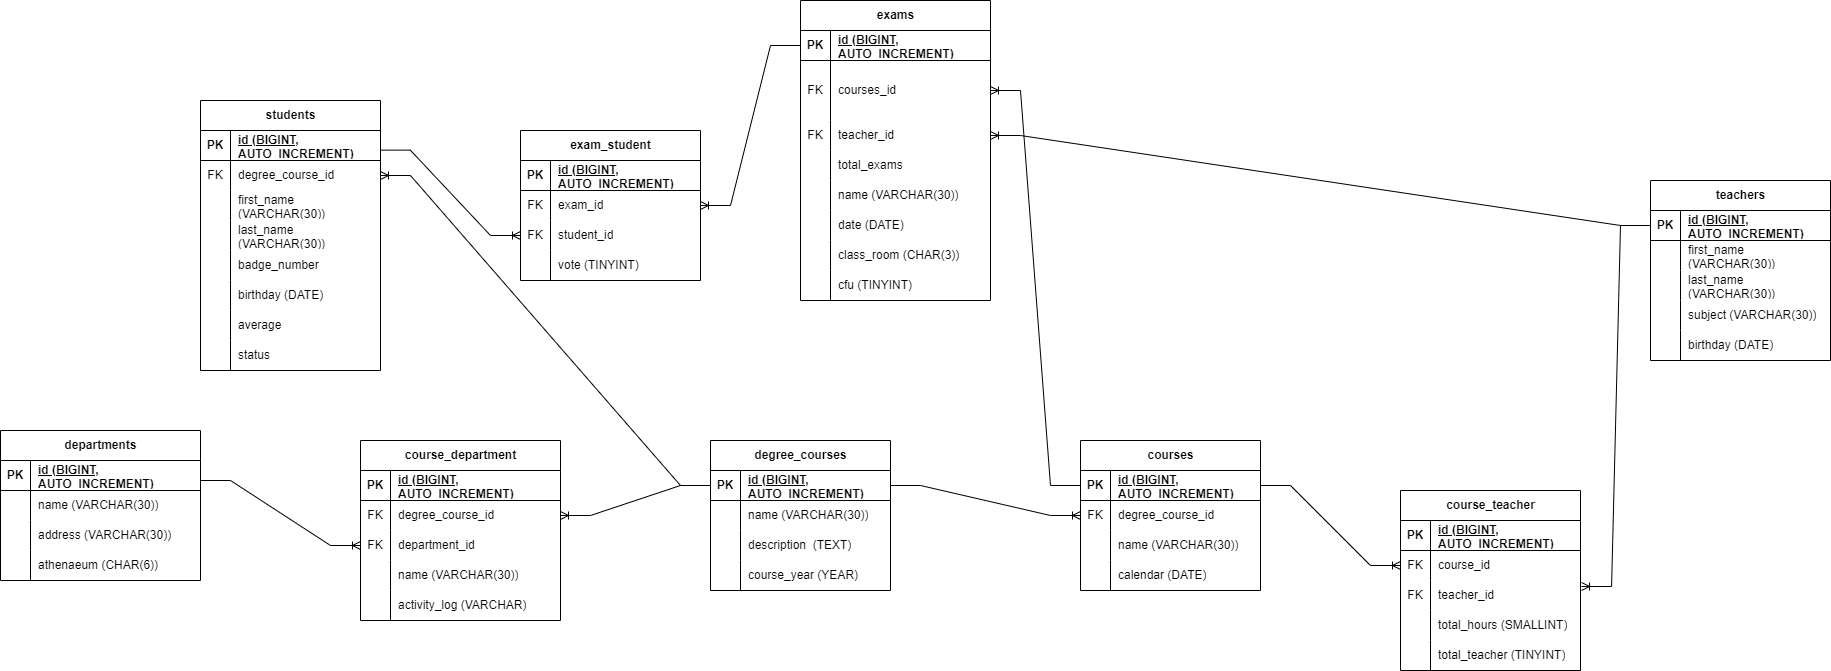 exams
PK
id (BIGINT,
AUTO_INCREMENT)
FK
courses_id
FK
teacher_id
total_exams
name (VARCHAR(30))
date (DATE)
class_room (CHAR(3))
cfu (TINYINT)
students
PK
id (BIGINT,
AUTO_INCREMENT)
FK
degree_course_id
first_name
(VARCHAR(30))
last_name
(VARCHAR(30))
badge_number
birthday (DATE)
average
status
exam_student
PK
id (BIGINT,
AUTO_INCREMENT)
FK
exam_id
FK
student_id
vote (TINYINT)
teachers
PK
id (BIGINT,
AUTO_INCREMENT)
first_name
(VARCHAR(30))
last_name
(VARCHAR(30))
subject (VARCHAR(30))
birthday (DATE)
departments
PK
id (BIGINT,
AUTO_INCREMENT)
name (VARCHAR(30))
address (VARCHAR(30))
athenaeum (CHAR(6))
course_department
PK
id (BIGINT,
AUTO_INCREMENT)
FK
degree_course_id
FK
department_id
name (VARCHAR(30))
activity_log (VARCHAR)
degree_courses
PK
id (BIGINT,
AUTO_INCREMENT)
name (VARCHAR(30))
description  (TEXT)
course_year (YEAR)
courses
PK
id (BIGINT,
AUTO_INCREMENT)
FK
degree_course_id
name (VARCHAR(30))
calendar (DATE)
course_teacher
PK
id (BIGINT,
AUTO_INCREMENT)
FK
course_id
FK
teacher_id
total_hours (SMALLINT)
total_teacher (TINYINT)